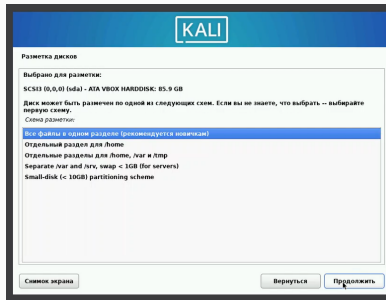 KALI
Разметка дисков
Выбрано для разметки:
SCSI3 (0,0,0) (sda) - ATA VBOX HARDDISK: 85.9 GB
Диск может быть размечен по одной из следующих схем. Если вы не знаете, что выбрать -- выбирайте
первую схему.
Схема разметки:
Все файлы в одном разделе (рекомендуется новичкам)
Отдельный раздел для /home
Отдельные разделы для /home, /var и /tmp
Separate /var and /srv, swap < 1GB (for servers)
Small-disk (< 10GB) partitioning scheme
Снимок экрана
Вернуться
Продолжить